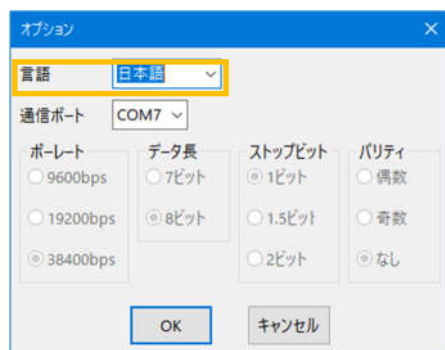 オプション
言語 日本語
通信ポート COM7
ボーレート データ長 ストップビット パリティ
9600bps 7ビット 1ビット 偶数
19200bps 8ビット 1.5ビット 奇数
38400bps 2ビット なし
OK キャンセル